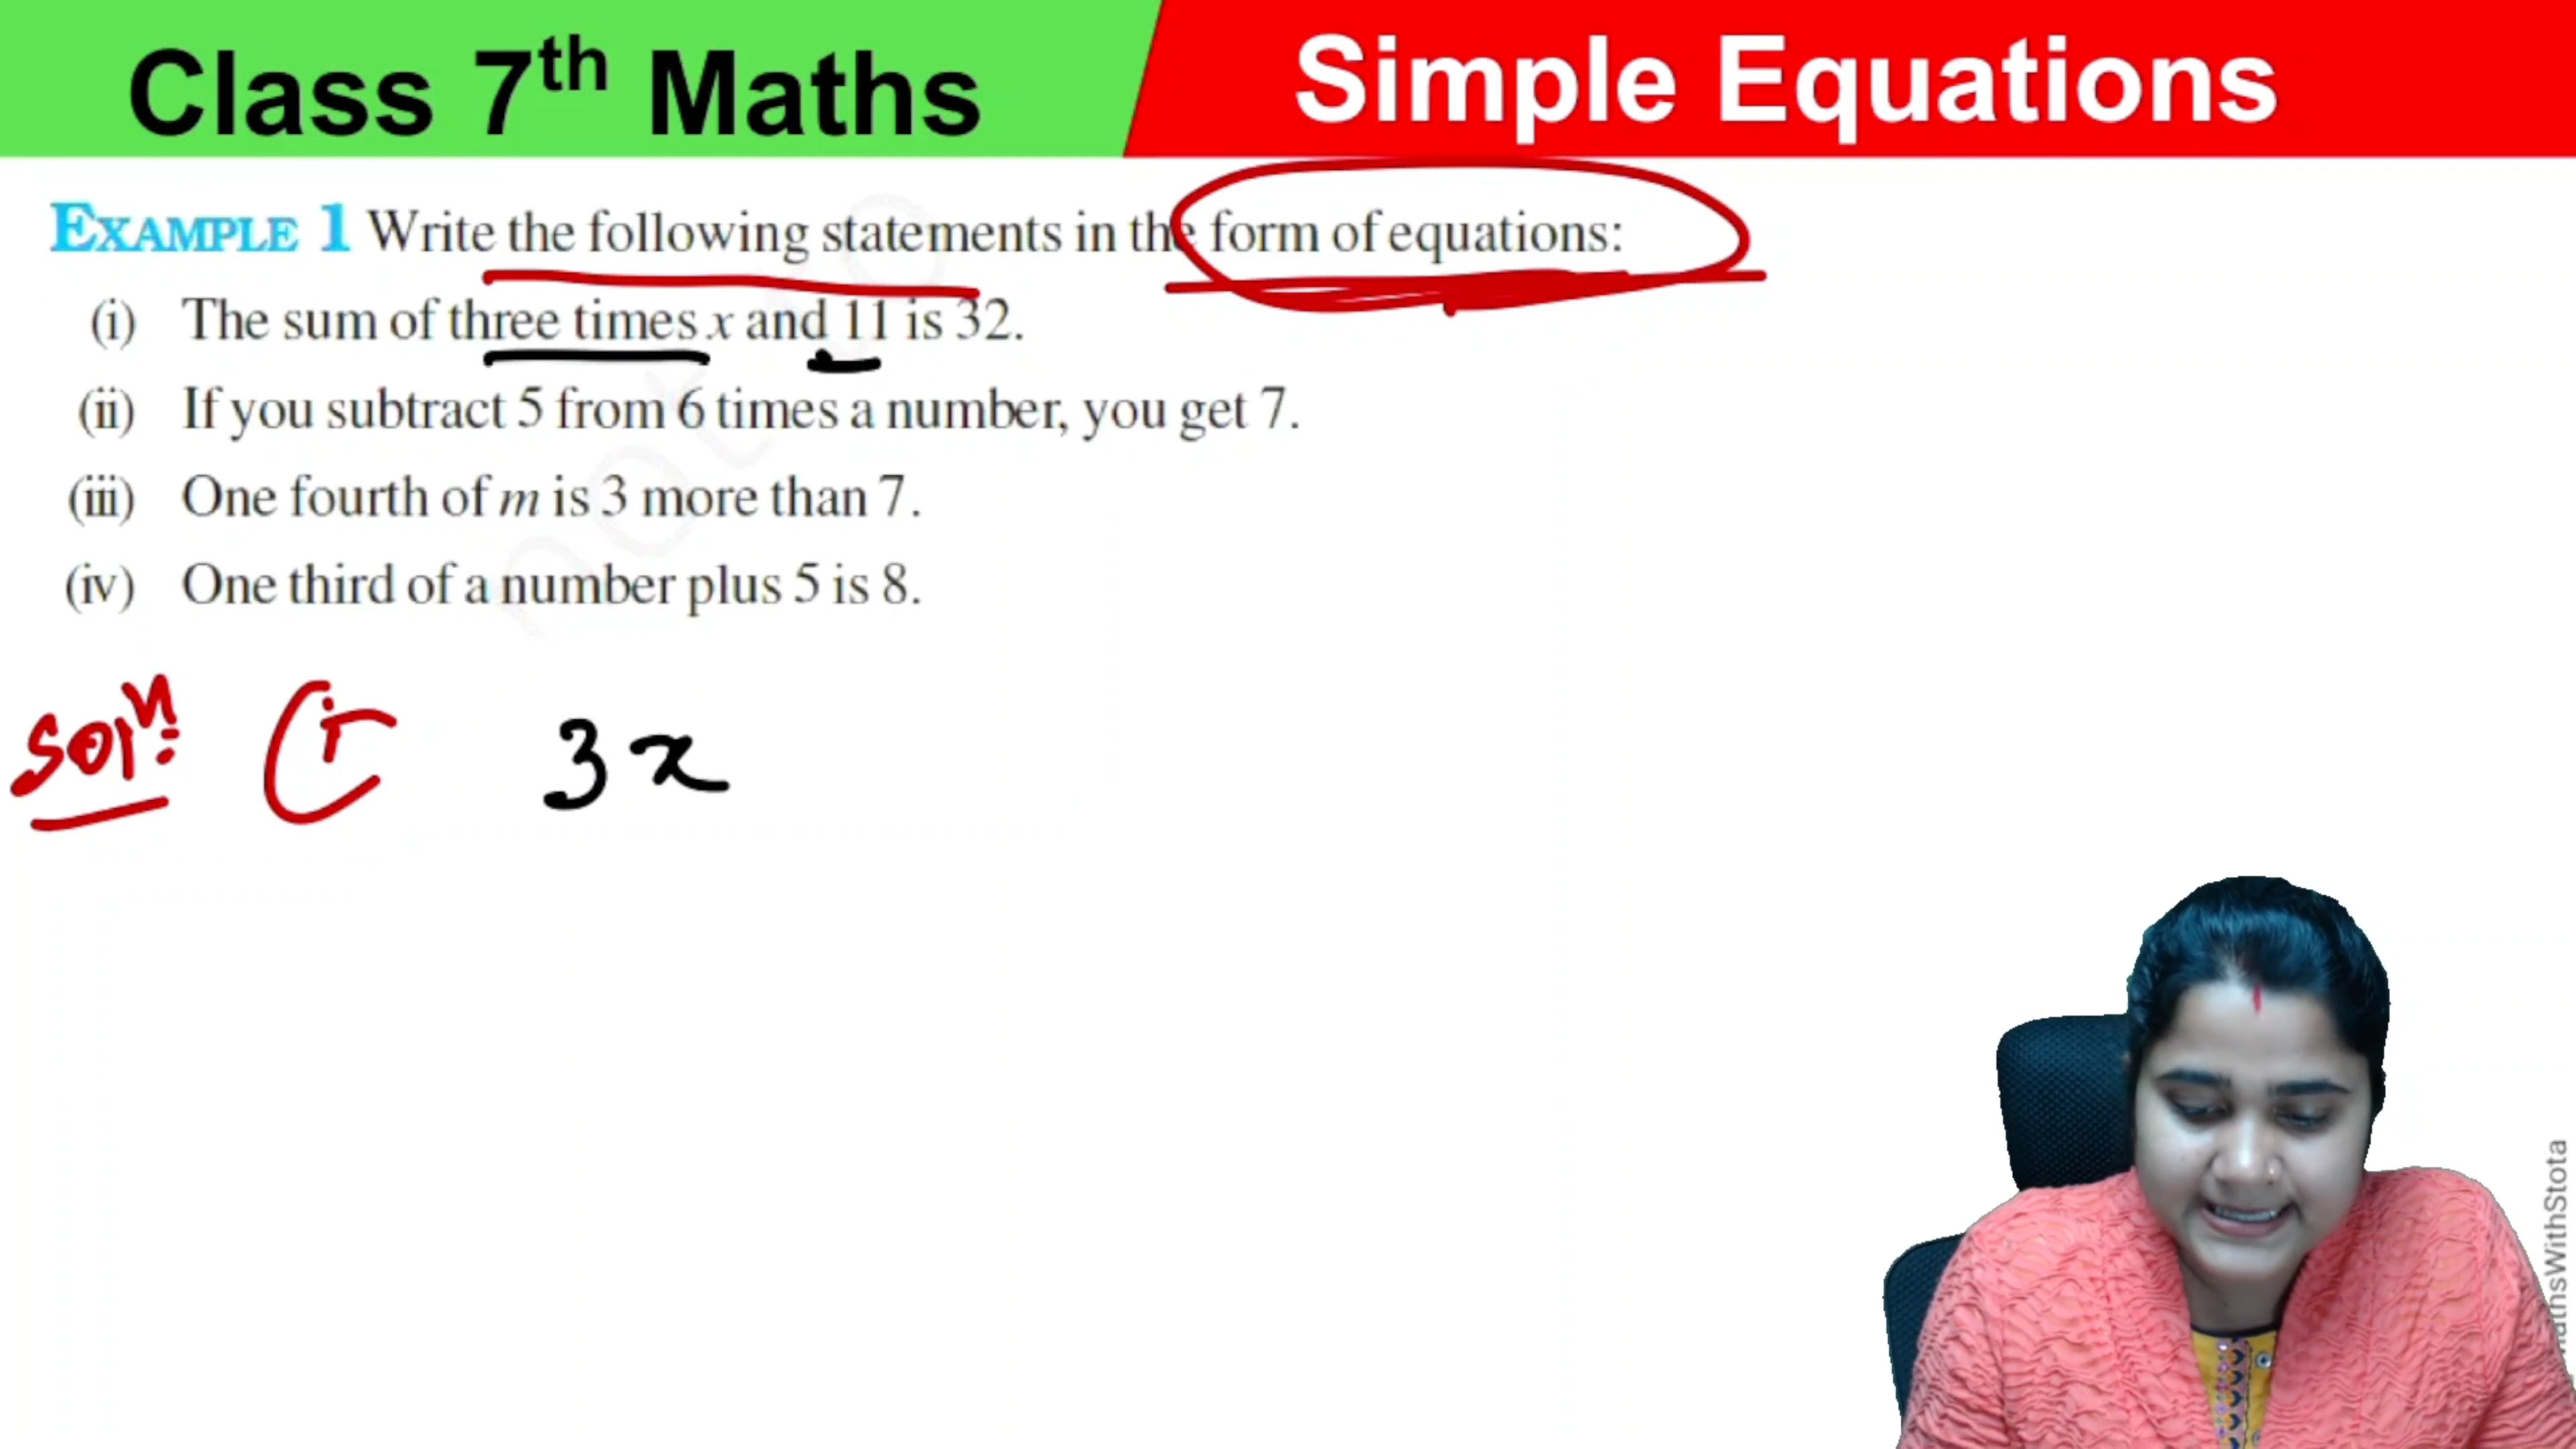 Class 7th Maths
Simple Equations
EXAMPLE 1 Write the following statements in the form of equations:
(i) The sum of three times x and 11 is 32.
(ii) If you subtract 5 from 6 times a number, you get 7.
(iii) One fourth of m is 3 more than 7.
(iv) One third of a number plus 5 is 8.
Solⁿ: (i 3x